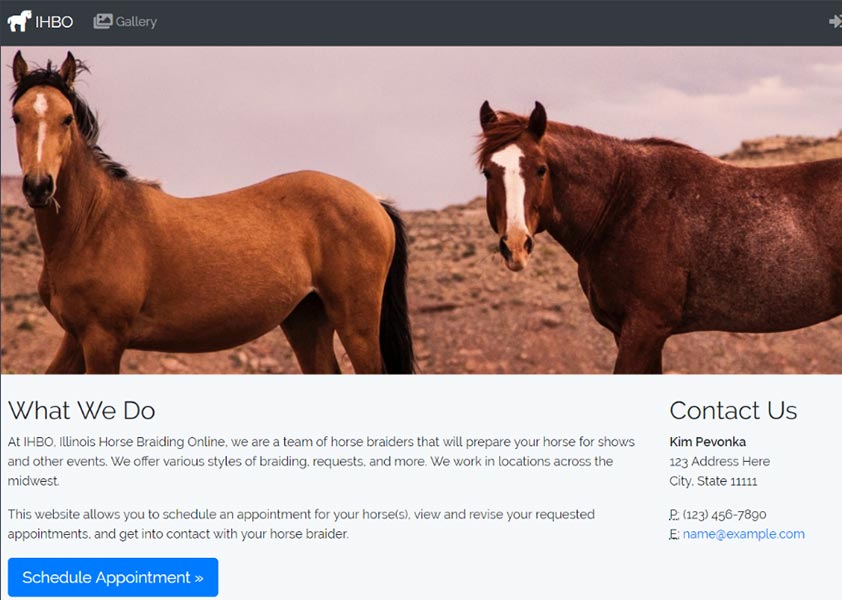 IHBO Gallery
What We Do
At IHBO, Illinois Horse Braiding Online, we are a team of horse braiders that will prepare your horse for shows
and other events. We offer various styles of braiding, requests, and more. We work in locations across the
midwest.
This website allows you to schedule an appointment for your horse(s), view and revise your requested
appointments, and get into contact with your horse braider.
Schedule Appointment »
Contact Us
Kim Pevonka
123 Address Here
City, State 11111
P: (123) 456-7890
E: name@example.com